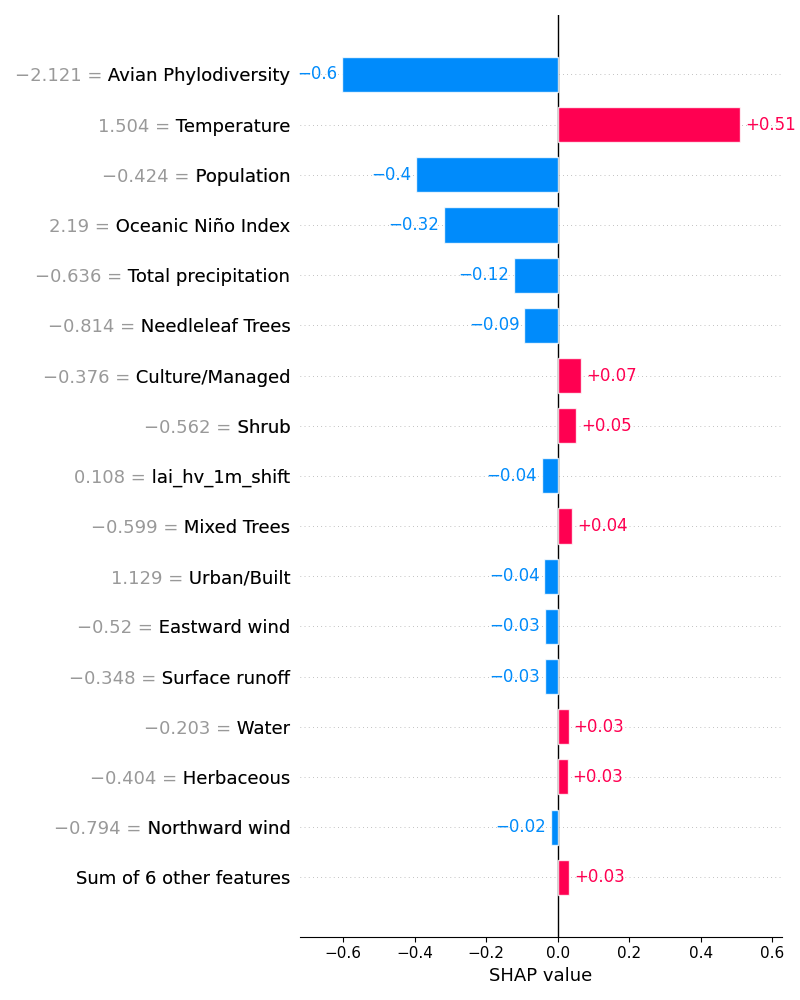 −2.121 = Avian Phylodiversity −0.6
1.504 = Temperature +0.51
−0.424 = Population −0.4
2.19 = Oceanic Niño Index −0.32
−0.636 = Total precipitation −0.12
−0.814 = Needleleaf Trees −0.09
−0.376 = Culture/Managed +0.07
−0.562 = Shrub +0.05
0.108 = lai_hv_1m_shift −0.04
−0.599 = Mixed Trees +0.04
1.129 = Urban/Built −0.04
−0.52 = Eastward wind −0.03
−0.348 = Surface runoff −0.03
−0.203 = Water +0.03
−0.404 = Herbaceous +0.03
−0.794 = Northward wind −0.02
Sum of 6 other features +0.03
−0.6 −0.4 −0.2 0.0 0.2 0.4 0.6
SHAP value